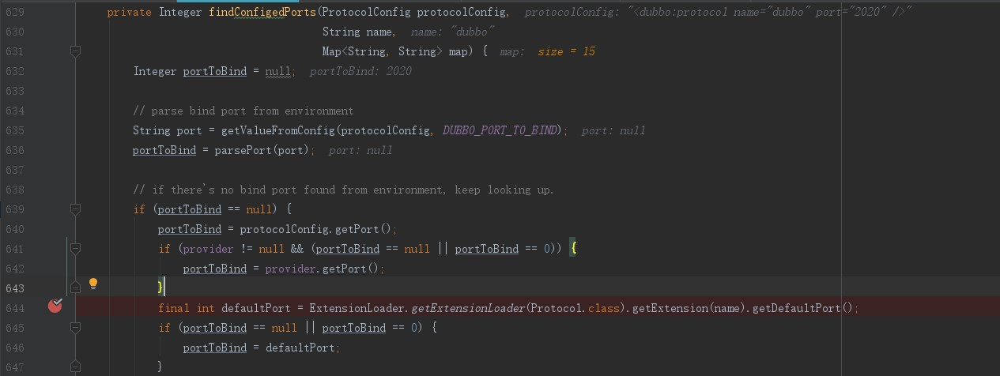 629 private Integer findConfigedPorts(ProtocolConfig protocolConfig, protocolConfig: "<dubbo:protocol name="dubbo" port="2020" />"
630 String name, name: "dubbo"
631 Map<String, String> map) { map: size = 15
632 Integer portToBind = null; portToBind: 2020
633
634 // parse bind port from environment
635 String port = getValueFromConfig(protocolConfig, DUBBO_PORT_TO_BIND); port: null
636 portToBind = parsePort(port); port: null
637
638 // if there's no bind port found from environment, keep looking up.
639 if (portToBind == null) {
640 portToBind = protocolConfig.getPort();
641 if (provider != null && (portToBind == null || portToBind == 0)) {
642 portToBind = provider.getPort();
643 }
644 final int defaultPort = ExtensionLoader.getExtensionLoader(Protocol.class).getExtension(name).getDefaultPort();
645 if (portToBind == null || portToBind == 0) {
646 portToBind = defaultPort;
647 }